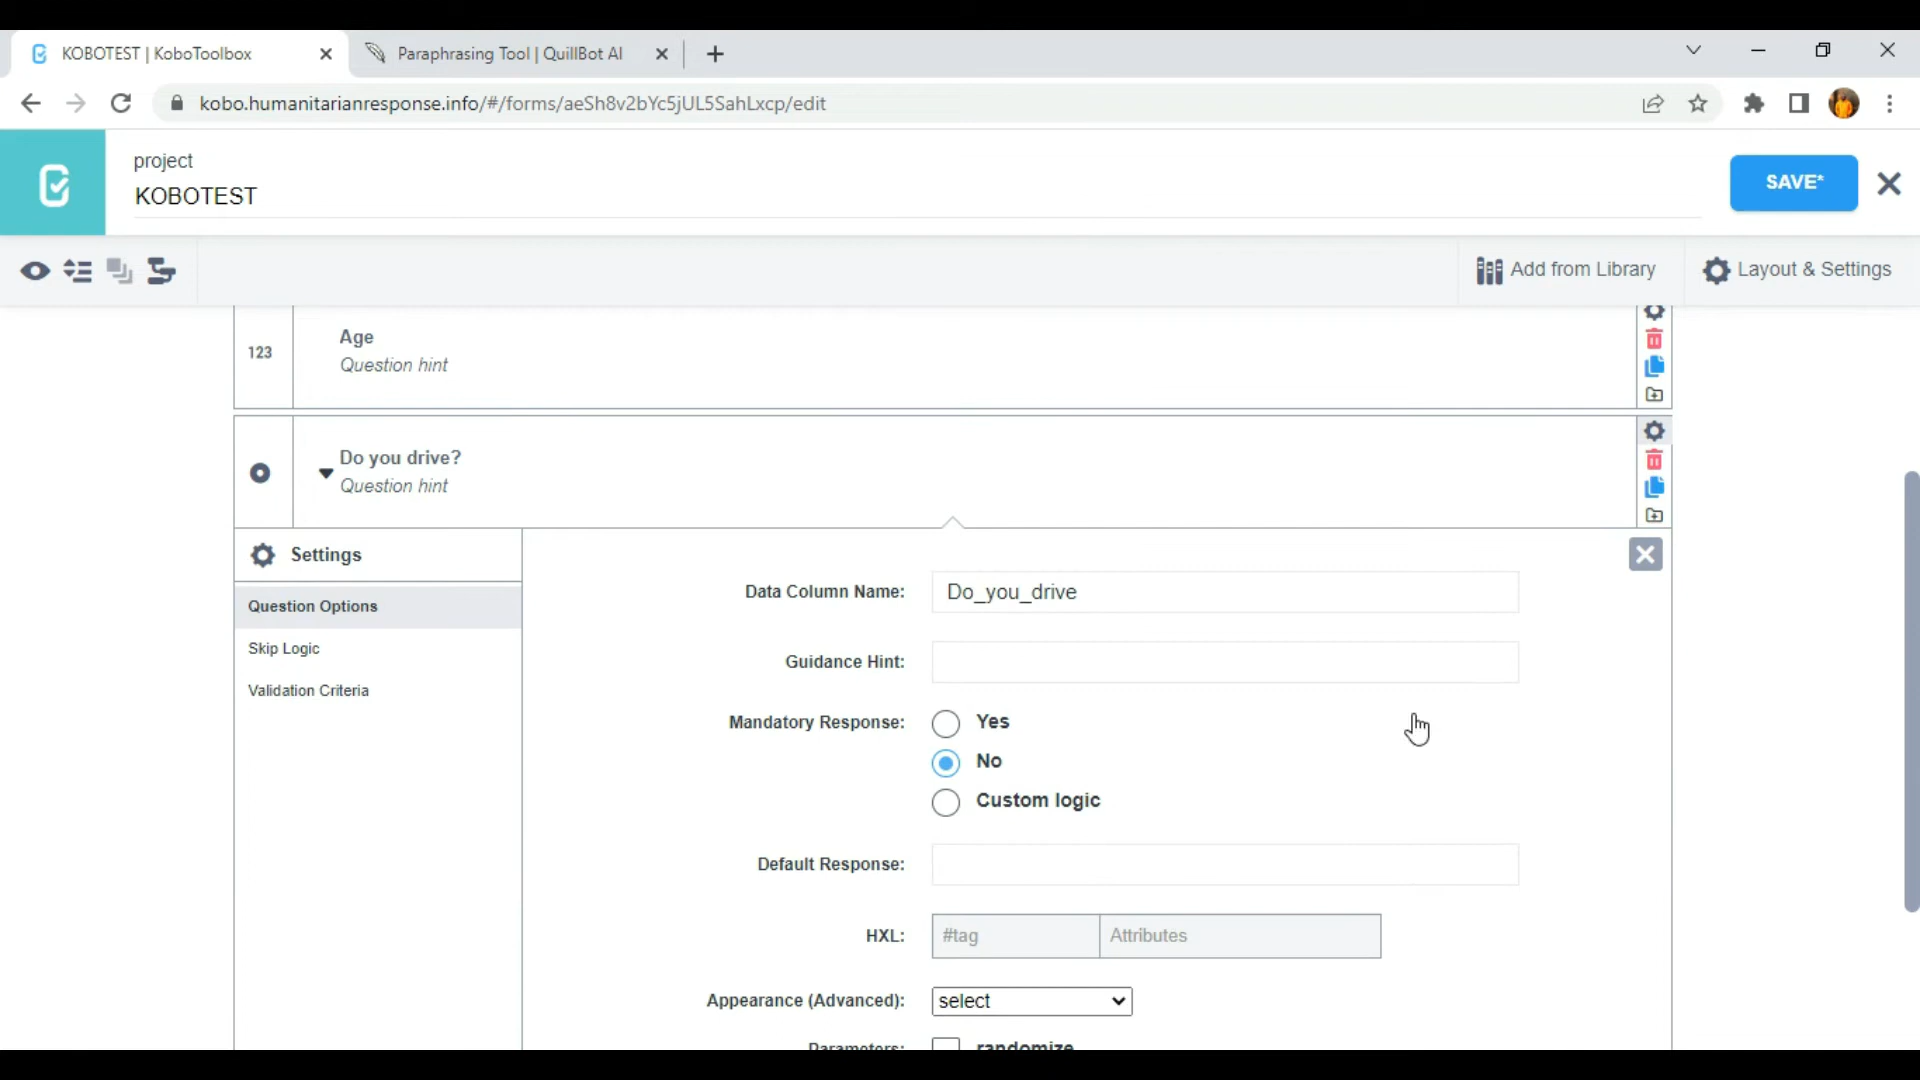 KOBOTEST | KoboToolbox
Paraphrasing Tool | QuillBot AI
kobo.humanitarianresponse.info/#/forms/aeSh8v2bYc5jUL5SahLxcp/edit
project
KOBOTEST
SAVE*
Add from Library
Layout & Settings
123
Age
Question hint
Do you drive?
Question hint
Settings
Question Options
Skip Logic
Validation Criteria
Data Column Name:
Do_you_drive
Guidance Hint:
Mandatory Response:
Yes
No
Custom logic
Default Response:
HXL:
#tag
Attributes
Appearance (Advanced):
select
Parameters:
randomize